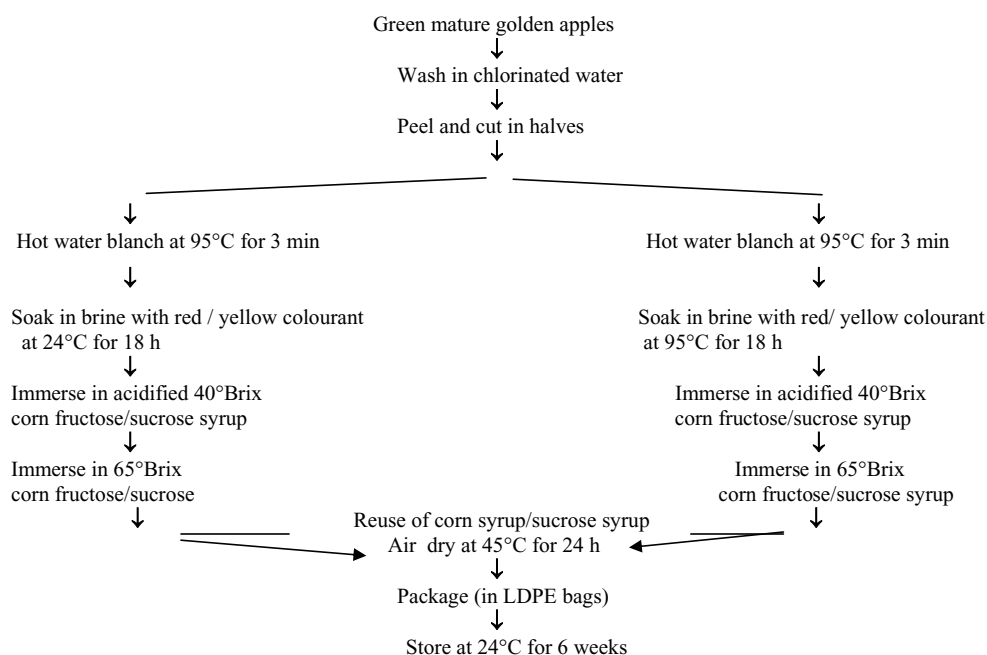 Green mature golden apples
Wash in chlorinated water
Peel and cut in halves
Hot water blanch at 95°C for 3 min
Soak in brine with red / yellow colourant
at 24°C for 18 h
Immerse in acidified 40°Brix
corn fructose/sucrose syrup
Immerse in 65°Brix
corn fructose/sucrose
Hot water blanch at 95°C for 3 min
Soak in brine with red/ yellow colourant
at 95°C for 18 h
Immerse in acidified 40°Brix
corn fructose/sucrose syrup
Immerse in 65°Brix
corn fructose/sucrose syrup
Reuse of corn syrup/sucrose syrup
Air dry at 45°C for 24 h
Package (in LDPE bags)
Store at 24°C for 6 weeks